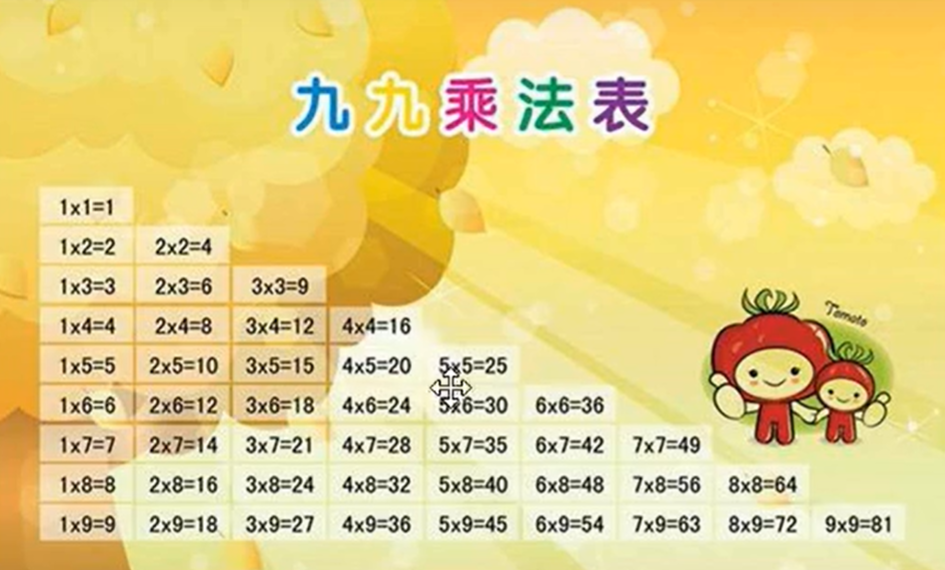 九九乘法表
1x1=1
1x2=2 2x2=4
1x3=3 2x3=6 3x3=9
Tomato
1x4=4 2x4=8 3x4=12 4x4=16
1x5=5 2x5=10 3x5=15 4x5=20 5x5=25
1x6=6 2x6=12 3x6=18 4x6=24 5x6=30 6x6=36
1x7=7 2x7=14 3x7=21 4x7=28 5x7=35 6x7=42 7x7=49
1x8=8 2x8=16 3x8=24 4x8=32 5x8=40 6x8=48 7x8=56 8x8=64
1x9=9 2x9=18 3x9=27 4x9=36 5x9=45 6x9=54 7x9=63 8x9=72 9x9=81